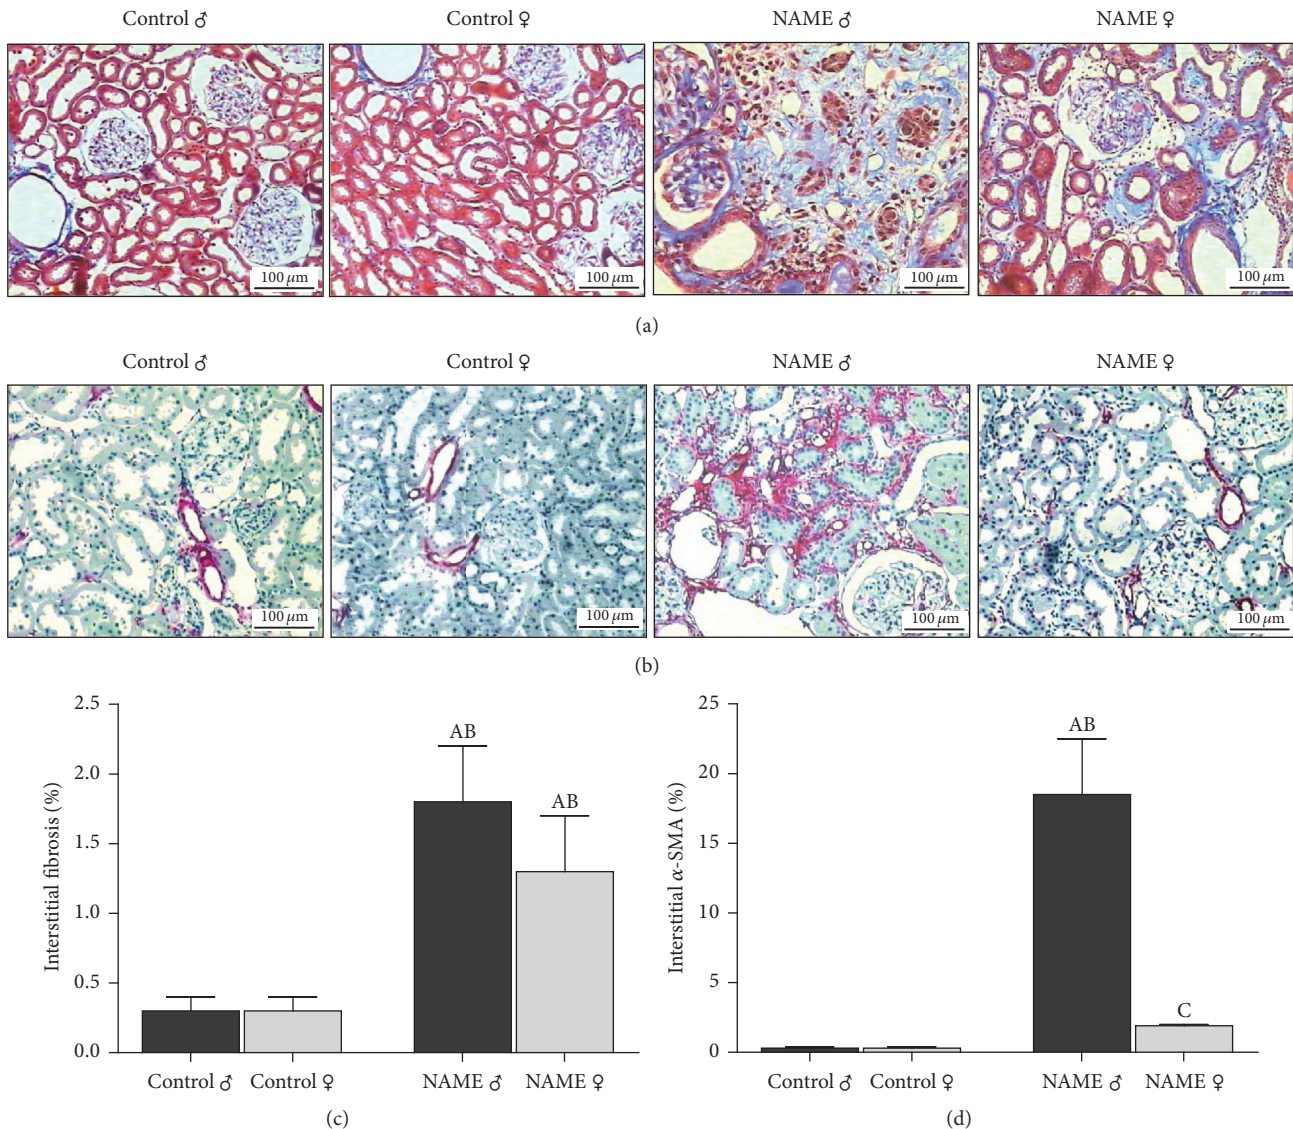 Control ♂ Control ♀ NAME ♂ NAME ♀
100 μm 100 μm 100 μm 100 μm
(a)
Control ♂ Control ♀ NAME ♂ NAME ♀
100 μm 100 μm 100 μm 100 μm
(b)
Interstitial fibrosis (%)
2.5
2.0
1.5
1.0
0.5
0.0
AB
AB
Control ♂ Control ♀ NAME ♂ NAME ♀
(c)
Interstitial α-SMA (%)
25
20
15
10
5
0
AB
C
Control ♂ Control ♀ NAME ♂ NAME ♀
(d)